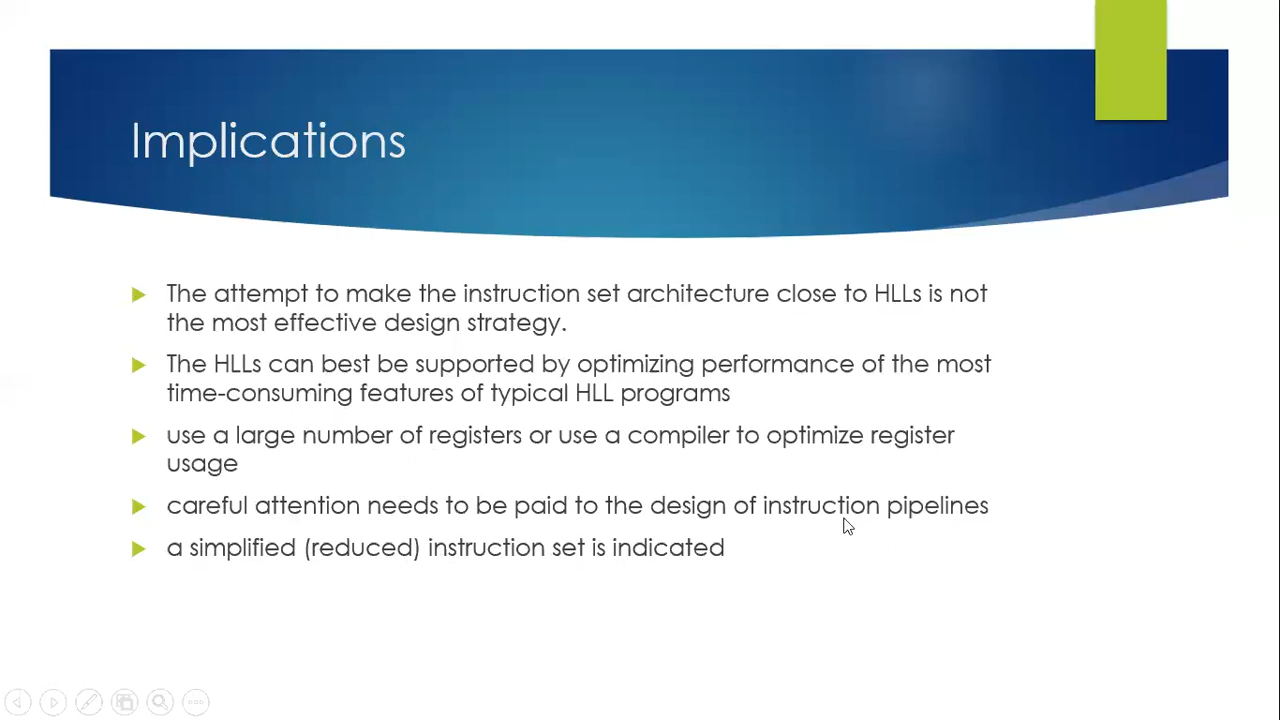 Implications
The attempt to make the instruction set architecture close to HLLs is not
the most effective design strategy.
The HLLs can best be supported by optimizing performance of the most
time-consuming features of typical HLL programs
use a large number of registers or use a compiler to optimize register
usage
careful attention needs to be paid to the design of instruction pipelines
a simplified (reduced) instruction set is indicated